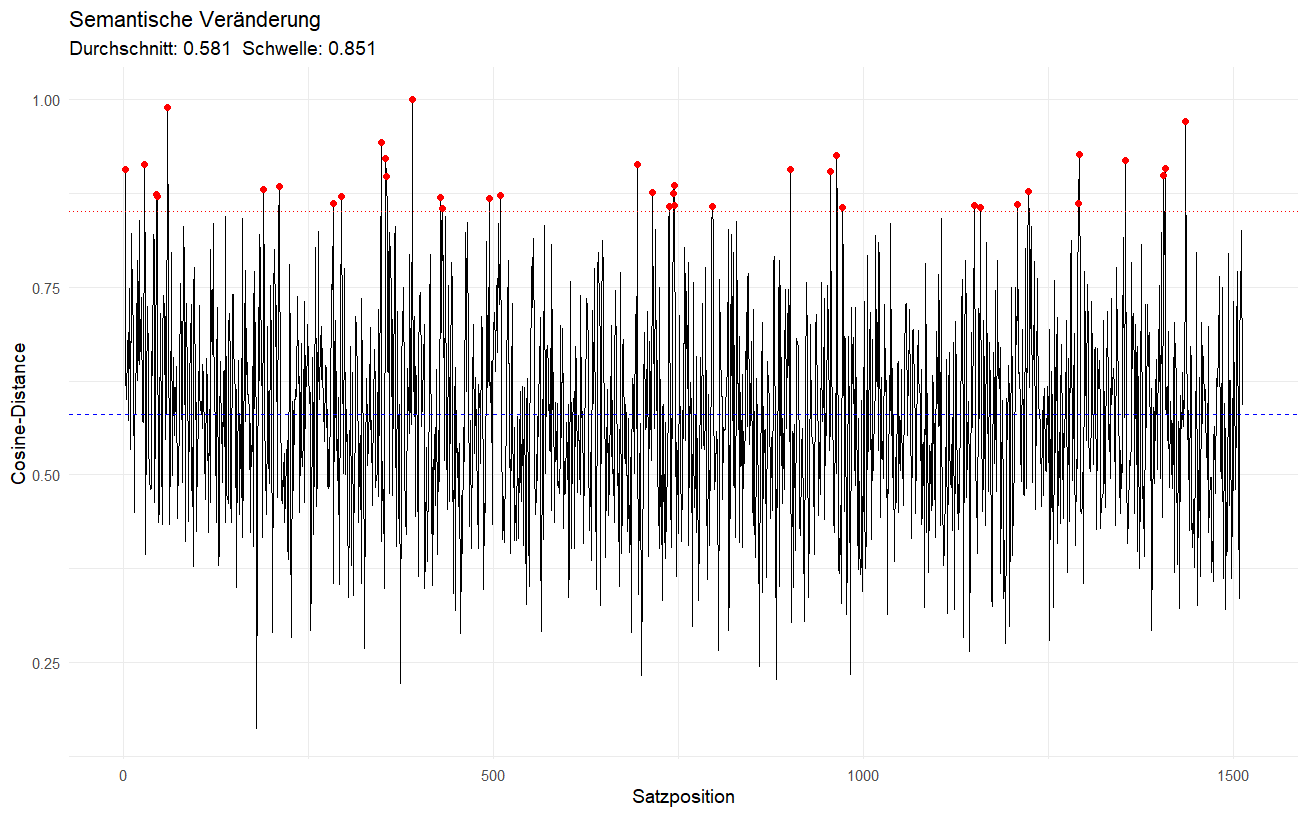 Semantische Veränderung
Durchschnitt: 0.581  Schwelle: 0.851
1.00
0.75
0.50
0.25
Cosine-Distance
0
500
1000
1500
Satzposition